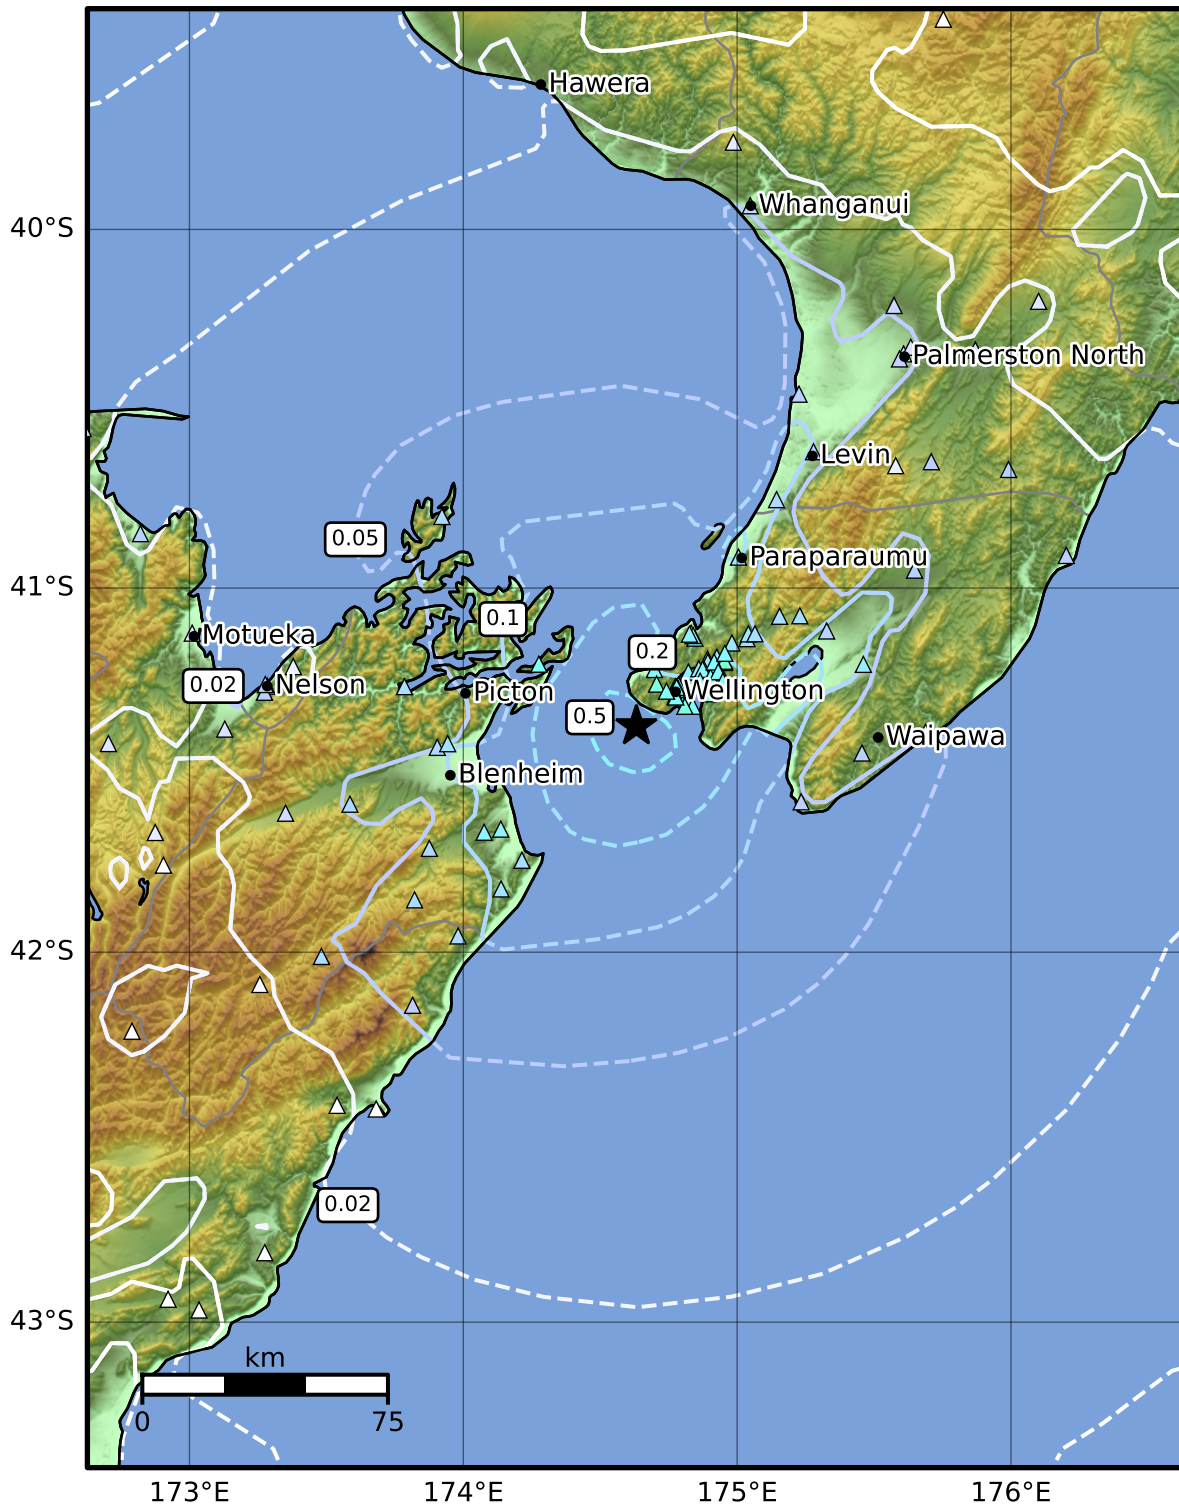 Hawera
Whanganui
40°S
Palmerston North
Levin
0.05
Paraparaumu
41°S
0.1
Motueka
0.2
0.02
Nelson
Picton
Wellington
0.5
Waipawa
Blenheim
42°S
0.02
43°S
km
0
75
173°E
174°E
175°E
176°E